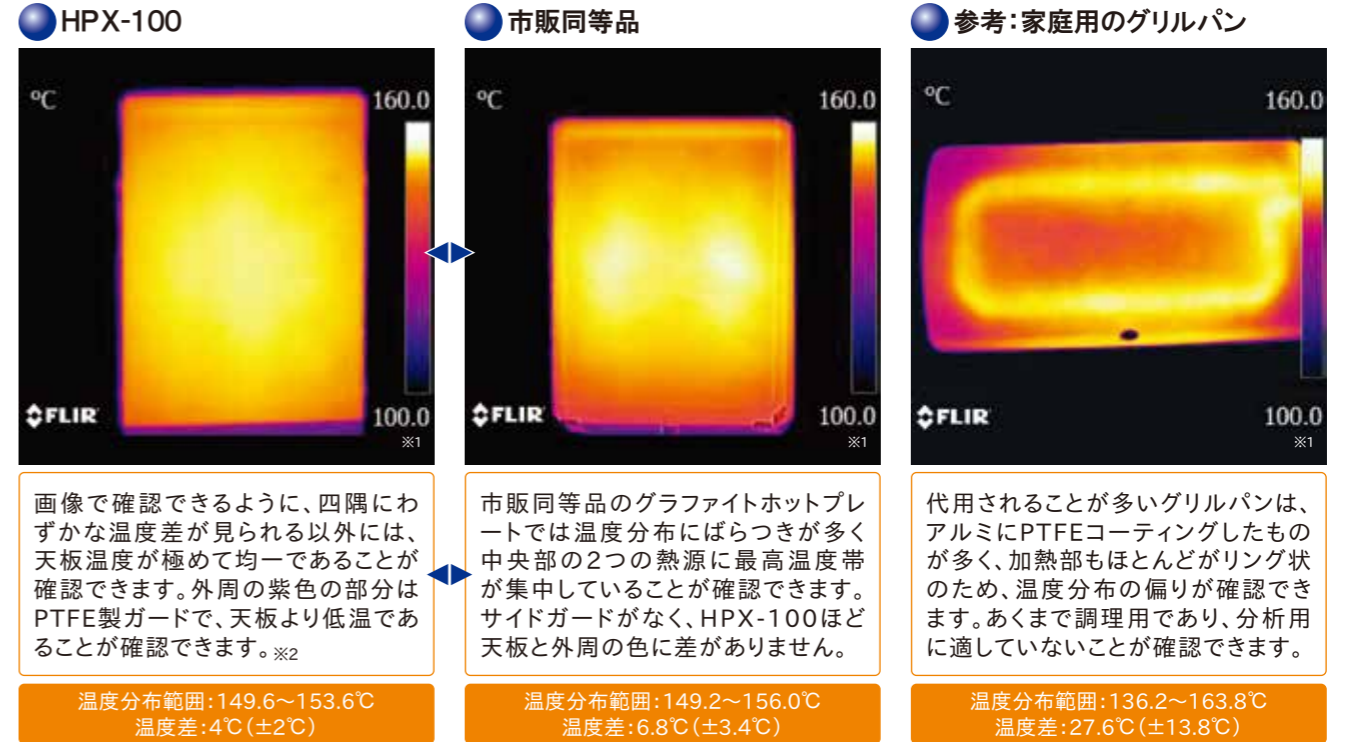 HPX-100
℃
160.0
FLIR
100.0
※1
画像で確認できるように、四隅にわ
ずかな温度差が見られる以外には、
天板温度が極めて均一であることが
確認できます。外周の紫色の部分は
PTFE製ガードで、天板より低温であ
ることが確認できます。※2
温度分布範囲:149.6〜153.6℃
温度差:4℃(±2℃)
市販同等品
℃
160.0
FLIR
100.0
※1
市販同等品のグラファイトホットプレ
ートでは温度分布にばらつきが多く
中央部の2つの熱源に最高温度帯
が集中していることが確認できます。
サイドガードがなく、HPX-100ほど
天板と外周の色に差がありません。
温度分布範囲:149.2〜156.0℃
温度差:6.8℃(±3.4℃)
参考:家庭用のグリルパン
℃
160.0
FLIR
100.0
※1
代用されることが多いグリルパンは、
アルミにPTFEコーティングしたもの
が多く、加熱部もほとんどがリング状
のため、温度分布の偏りが確認でき
ます。あくまで調理用であり、分析用
に適していないことが確認できます。
温度分布範囲:136.2〜163.8℃
温度差:27.6℃(±13.8℃)